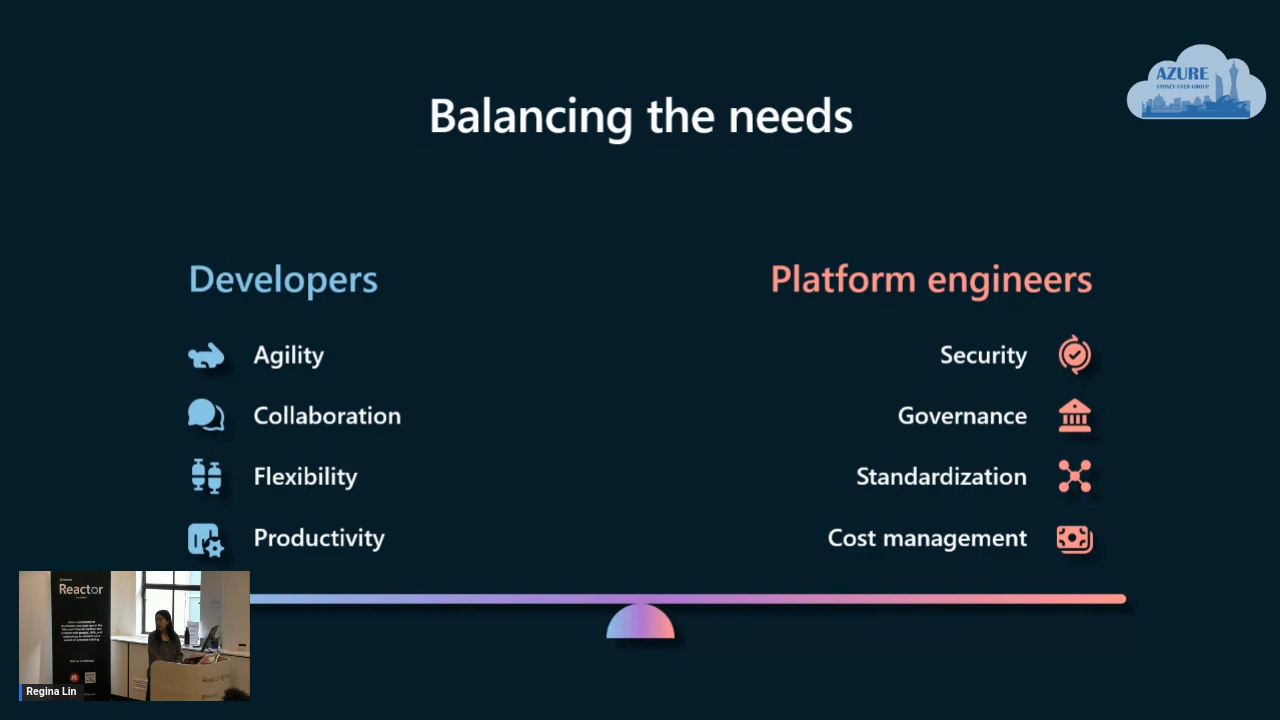 AZURE
SYDNEY USER GROUP
Balancing the needs
Developers
Platform engineers
Agility
Security
Collaboration
Governance
Flexibility
Standardization
Productivity
Cost management
Reactor
Regina Lin